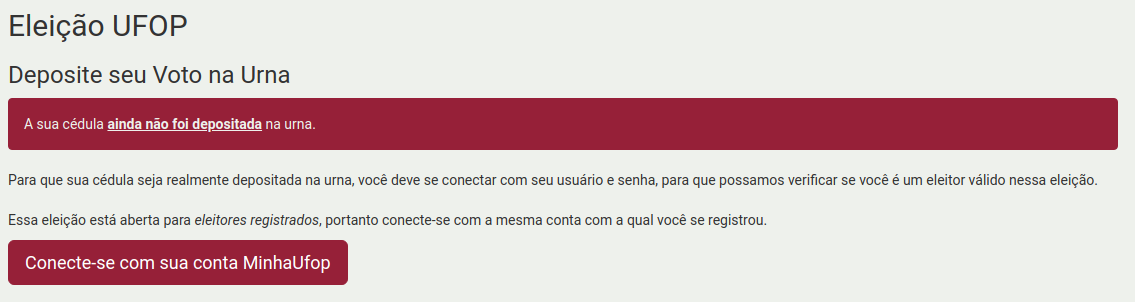 Eleição UFOP
Deposite seu Voto na Urna
A sua cédula ainda não foi depositada na urna.
Para que sua cédula seja realmente depositada na urna, você deve se conectar com seu usuário e senha, para que possamos verificar se você é um eleitor válido nessa eleição.
Essa eleição está aberta para eleitores registrados, portanto conecte-se com a mesma conta com a qual você se registrou.
Conecte-se com sua conta MinhaUfop